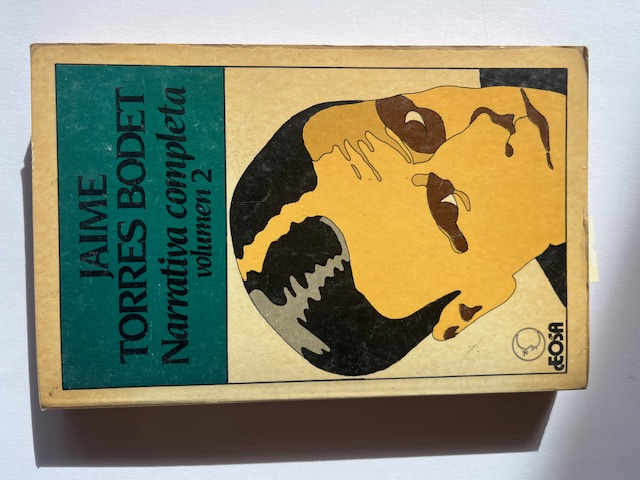 JAIME
TORRES BODET
Narrativa completa
volumen 2
EOSA